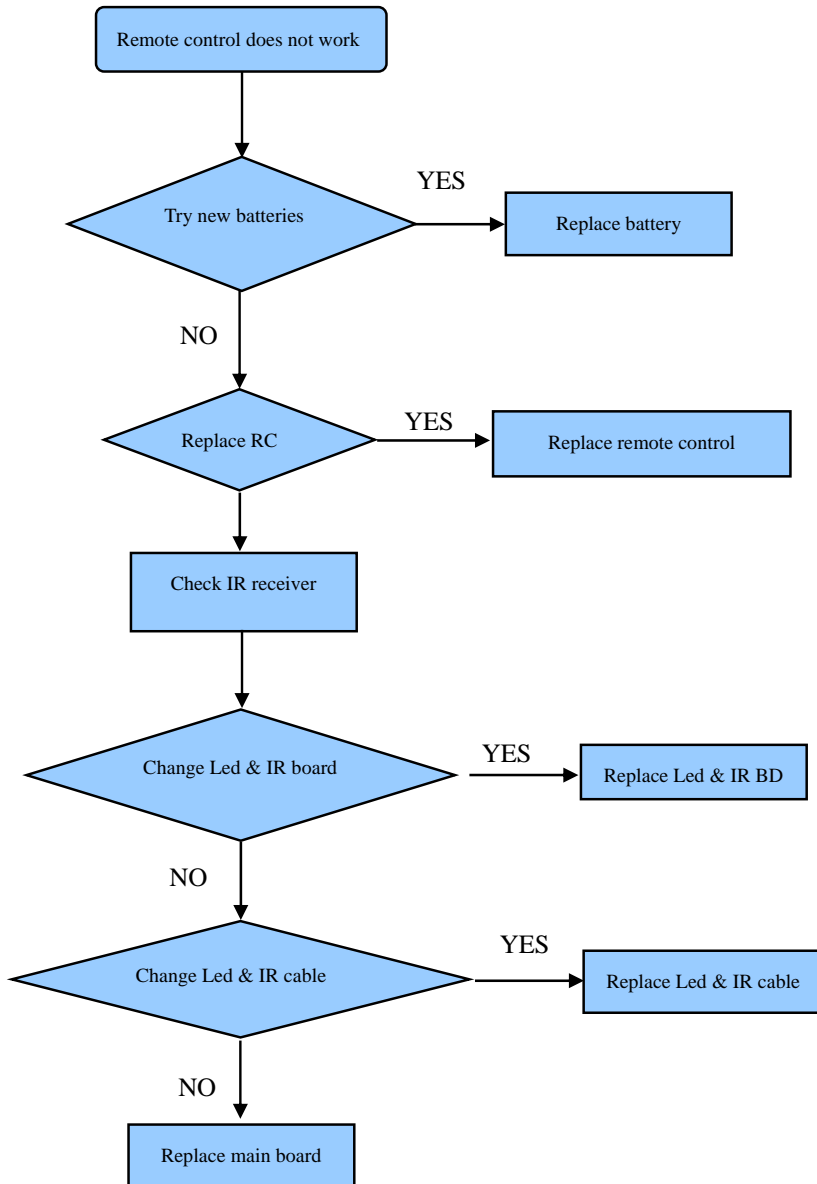 Remote control does not work
YES
Try new batteries
Replace battery
NO
YES
Replace RC
Replace remote control
Check IR receiver
YES
Change Led & IR board
Replace Led & IR BD
NO
YES
Change Led & IR cable
Replace Led & IR cable
NO
Replace main board